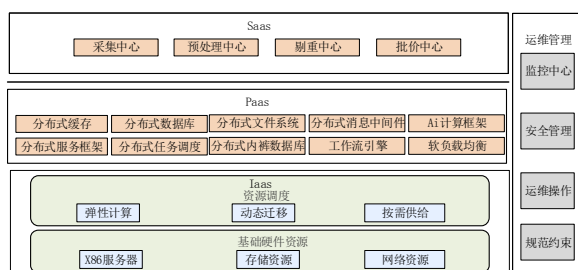 Saas
采集中心 预处理中心 剔重中心 批价中心
Paas
分布式缓存 分布式数据库 分布式文件系统 分布式消息中间件 Ai计算框架
分布式服务框架 分布式任务调度 分布式内裤数据库 工作流引擎 软负载均衡
Iaas
资源调度
弹性计算 动态迁移 按需供给
基础硬件资源
X86服务器 存储资源 网络资源
运维管理
监控中心
安全管理
运维操作
规范约束